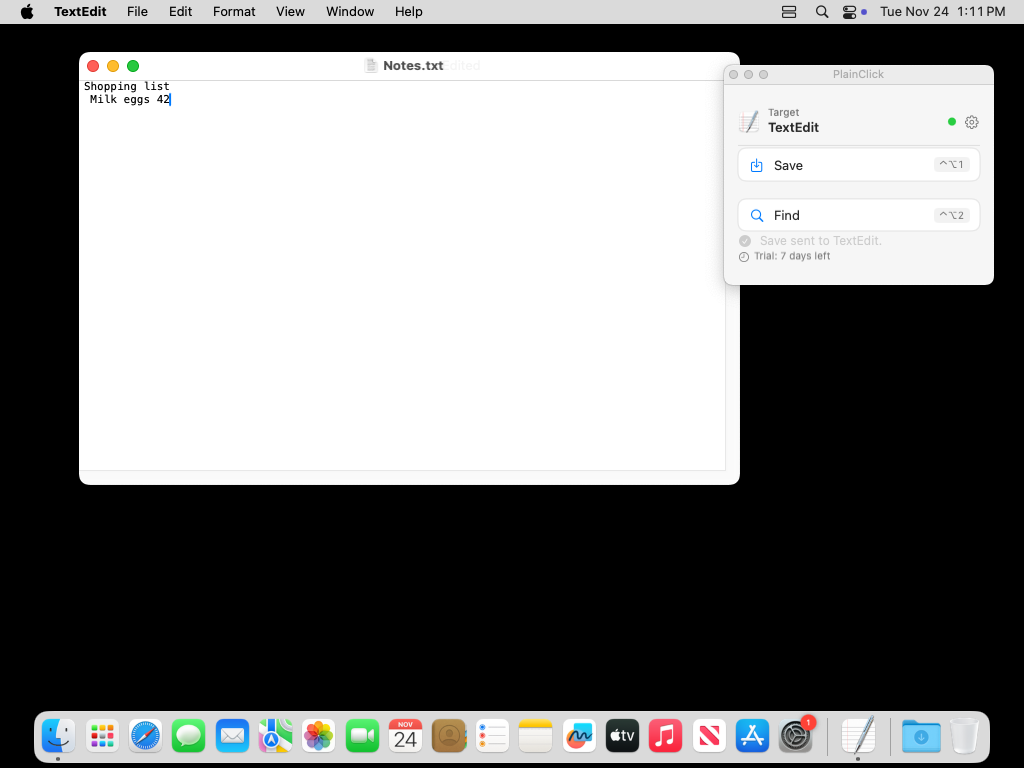 TextEdit File Edit Format View Window Help Tue Nov 24 1:11 PM
Notes.txt Edited
Shopping list
Milk eggs 42
PlainClick
Target
TextEdit
Save ^⌥1
Find ^⌥2
Save sent to TextEdit.
Trial: 7 days left
NOV
24
tv
1